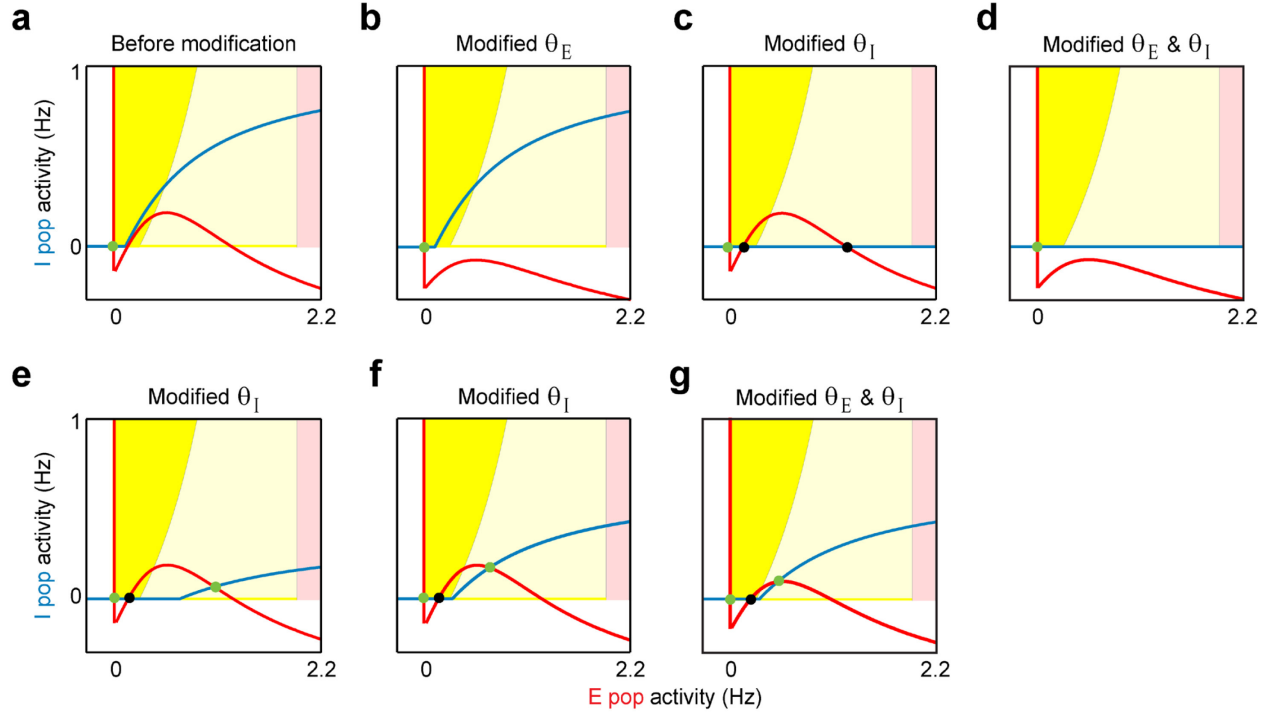 a
Before modification
b
Modified θE
c
Modified θI
d
Modified θE & θI
I pop activity (Hz)
1
0
0
2.2
0
2.2
0
2.2
0
2.2
e
Modified θI
f
Modified θI
g
Modified θE & θI
I pop activity (Hz)
1
0
0
2.2
0
2.2
0
2.2
E pop activity (Hz)